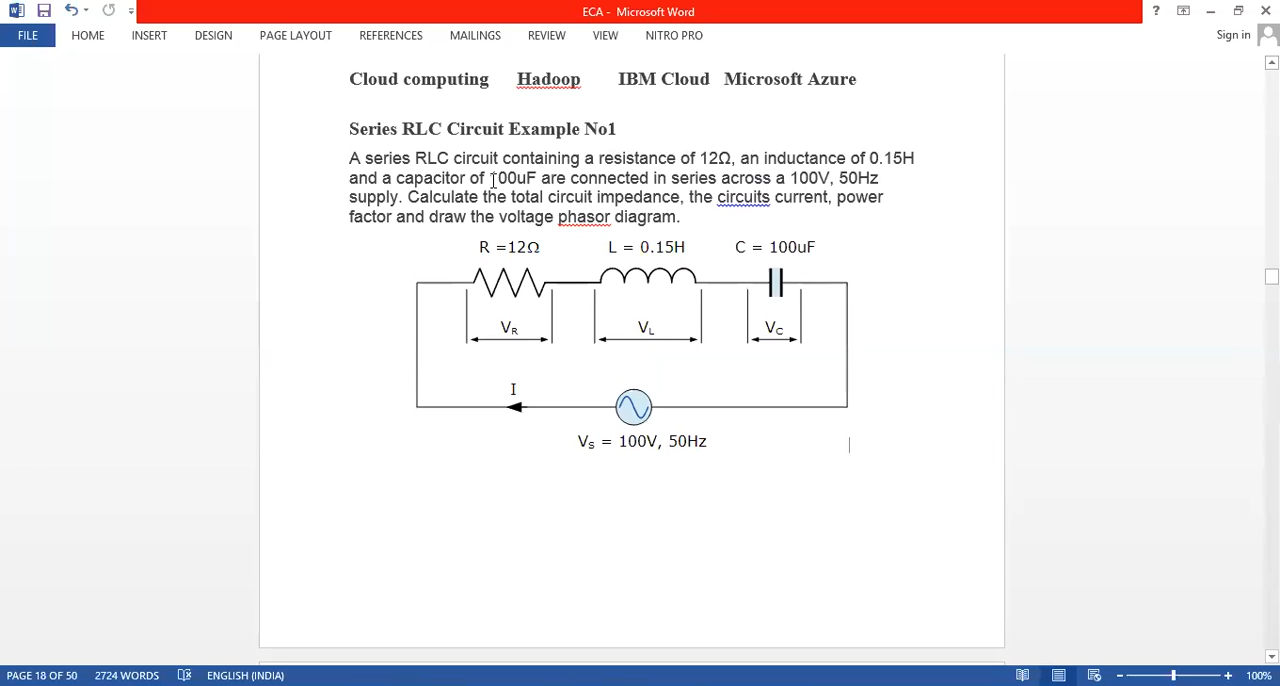 ECA - Microsoft Word
?
FILE HOME INSERT DESIGN PAGE LAYOUT REFERENCES MAILINGS REVIEW VIEW NITRO PRO Sign in
Cloud computing Hadoop IBM Cloud Microsoft Azure
Series RLC Circuit Example No1
A series RLC circuit containing a resistance of 12Ω, an inductance of 0.15H
and a capacitor of 100uF are connected in series across a 100V, 50Hz
supply. Calculate the total circuit impedance, the circuits current, power
factor and draw the voltage phasor diagram.
R =12Ω L = 0.15H C = 100uF
VR VL VC
I
VS = 100V, 50Hz
PAGE 18 OF 50 2724 WORDS ENGLISH (INDIA) 100%